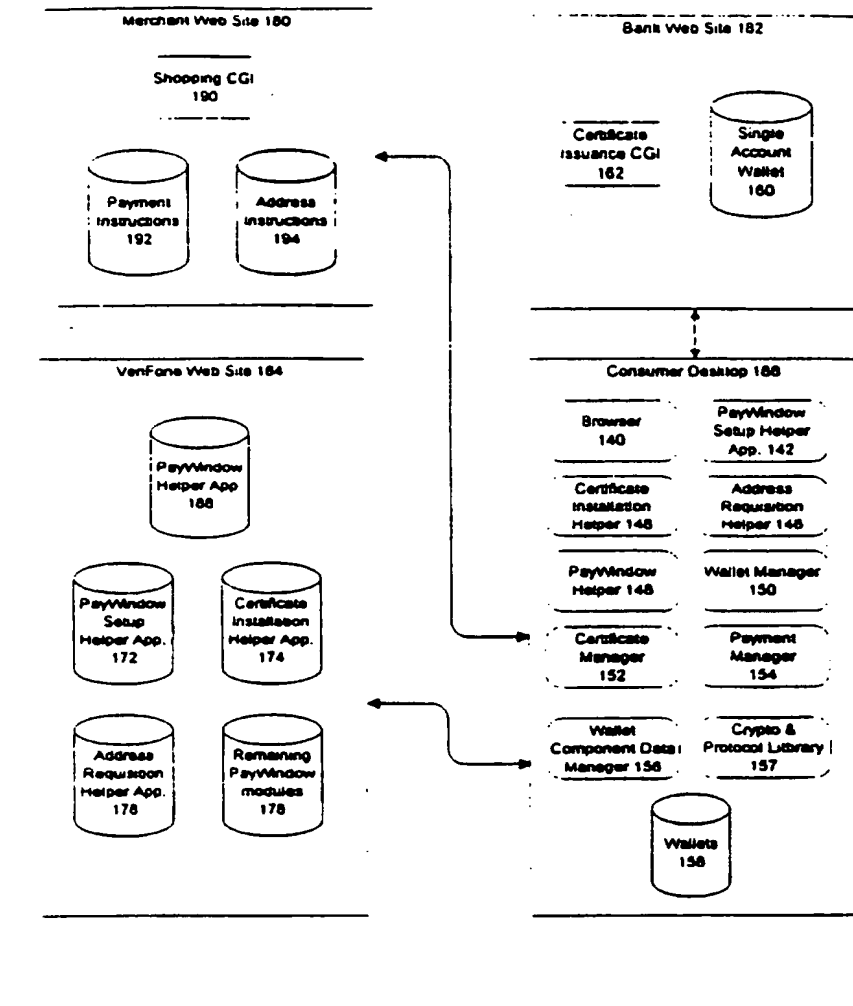 Merchant Web Site 180
Shopping CGI
190
Payment
Instructions
192
Address
Instructions
194
Bank Web Site 182
Certificate
Issuance CGI
162
Single
Account
Wallet
160
VeriFone Web Site 184
PayWindow
Helper App
188
PayWindow
Setup
Helper App.
172
Certificate
Installation
Helper App.
174
Address
Requisition
Helper App.
176
Remaining
PayWindow
modules
178
Consumer Desktop 186
Browser
140
PayWindow
Setup Helper
App. 142
Certificate
Installation
Helper 146
Address
Requisition
Helper 146
PayWindow
Helper 148
Wallet Manager
150
Certificate
Manager
152
Payment
Manager
154
Wallet
Component Data
Manager 156
Crypto &
Protocol Litbrary
157
Wallets
158